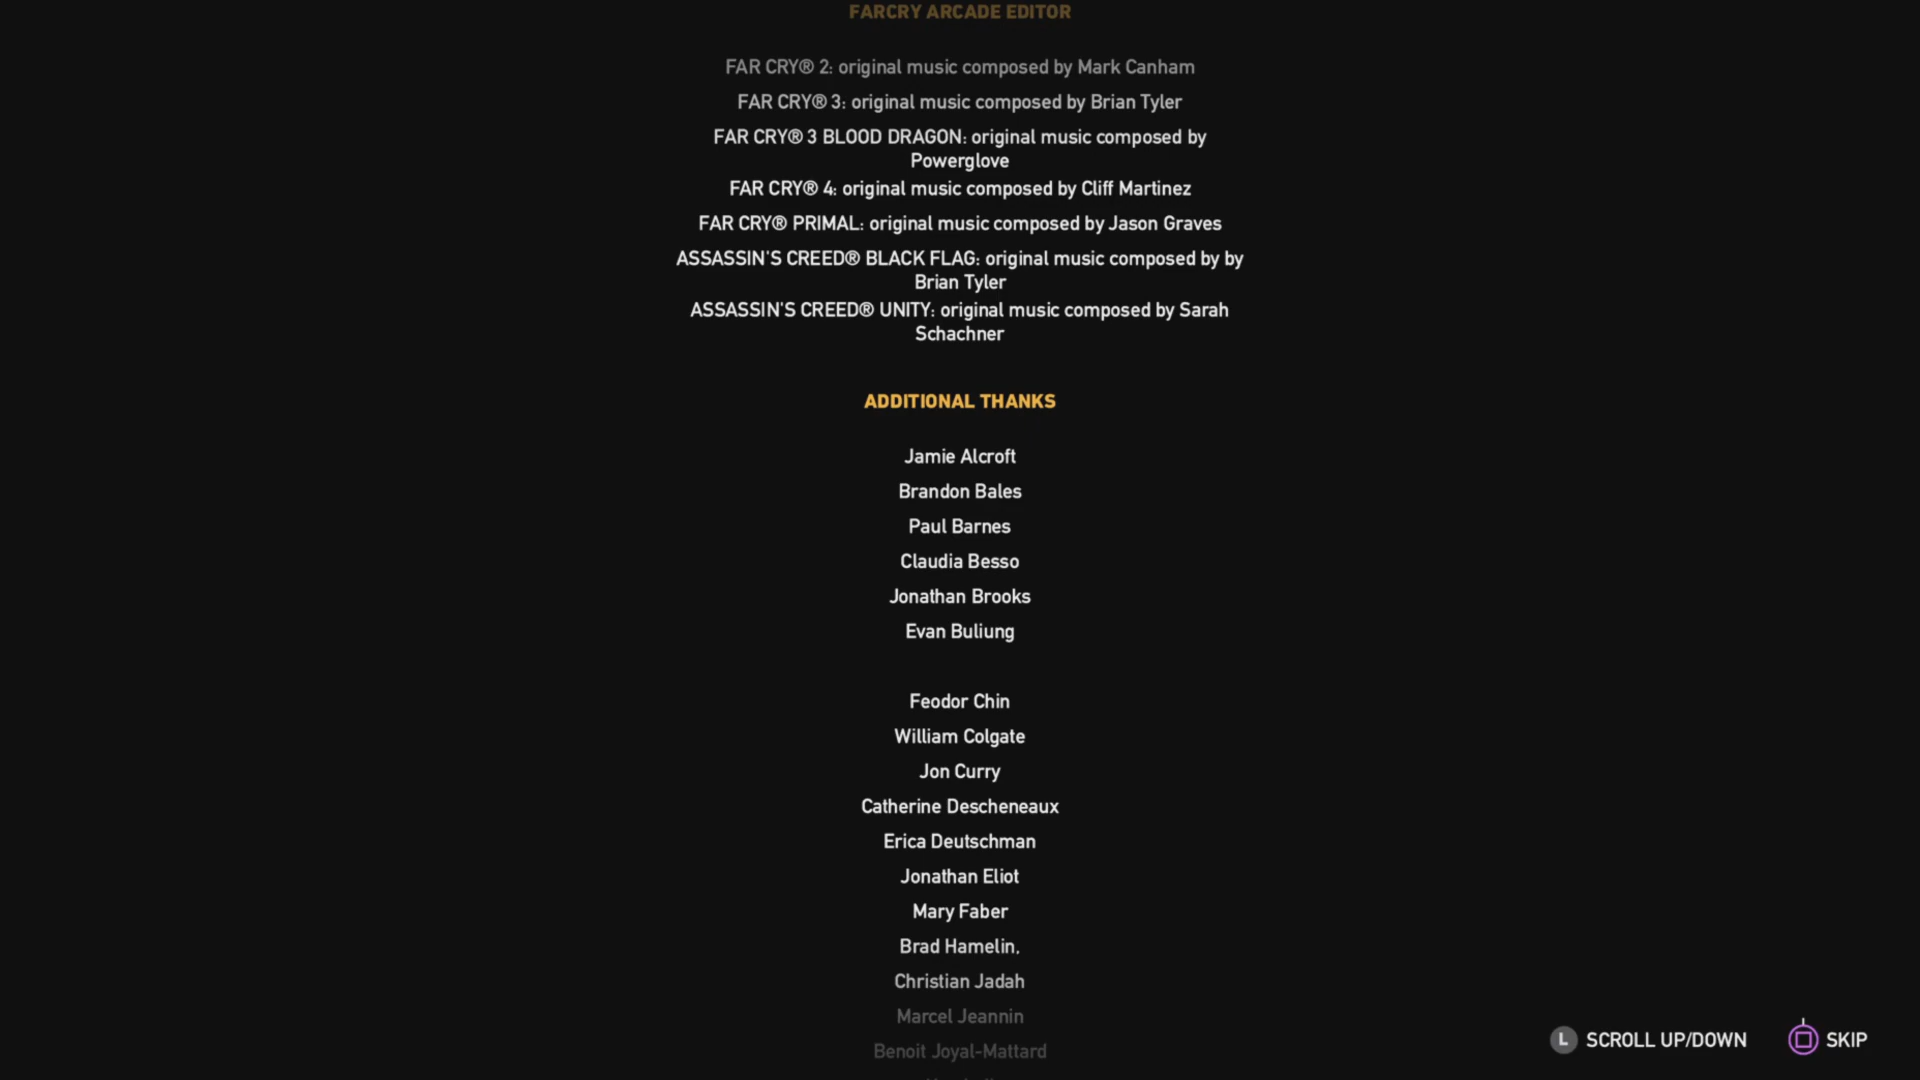 FARCRY ARCADE EDITOR
FAR CRY® 2: original music composed by Mark Canham
FAR CRY® 3: original music composed by Brian Tyler
FAR CRY® 3 BLOOD DRAGON: original music composed by
Powerglove
FAR CRY® 4: original music composed by Cliff Martinez
FAR CRY® PRIMAL: original music composed by Jason Graves
ASSASSIN'S CREED® BLACK FLAG: original music composed by by
Brian Tyler
ASSASSIN'S CREED® UNITY: original music composed by Sarah
Schachner
ADDITIONAL THANKS
Jamie Alcroft
Brandon Bales
Paul Barnes
Claudia Besso
Jonathan Brooks
Evan Buliung
Feodor Chin
William Colgate
Jon Curry
Catherine Descheneaux
Erica Deutschman
Jonathan Eliot
Mary Faber
Brad Hamelin,
Christian Jadah
Marcel Jeannin
Benoit Joyal-Mattard
L SCROLL UP/DOWN
SKIP